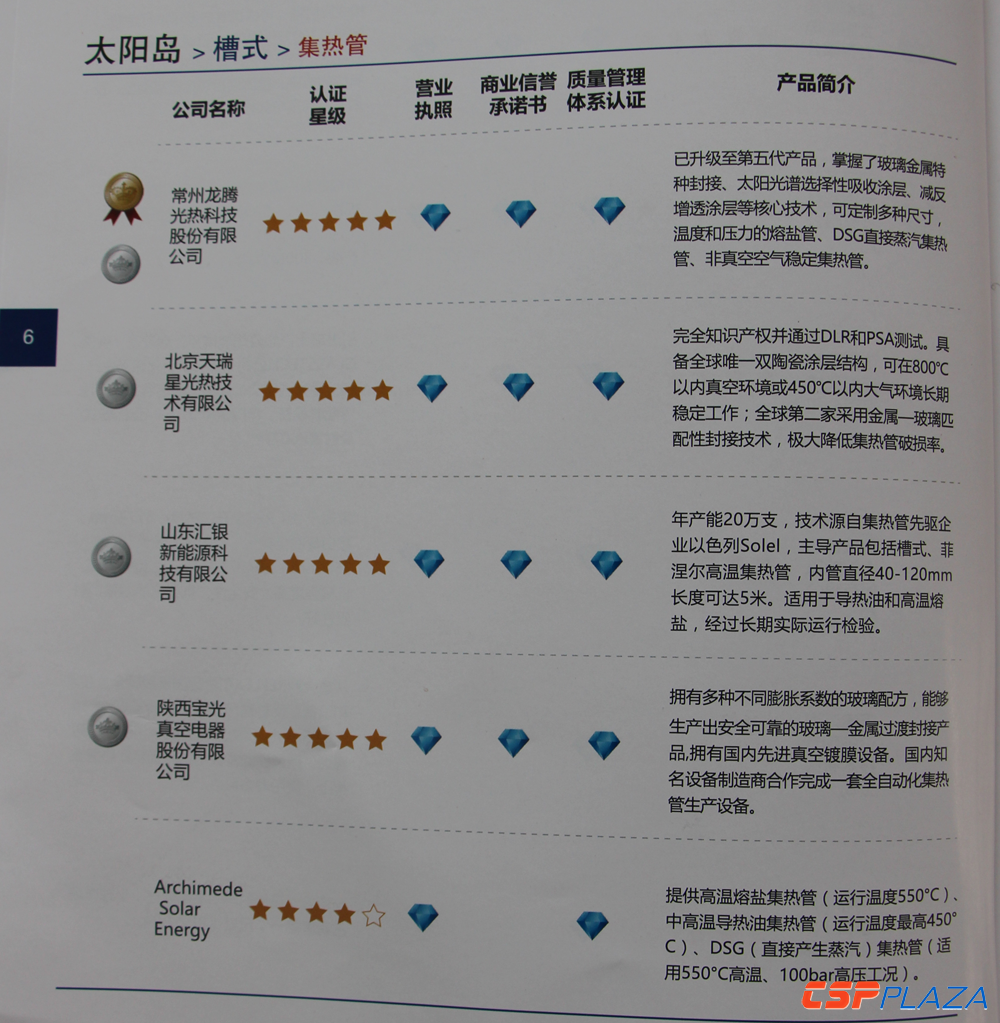 太阳岛 > 槽式 > 集热管
公司名称
认证
星级
营业
执照
商业信誉
承诺书
质量管理
体系认证
产品简介
常州龙腾
光热科技
股份有限
公司
已升级至第五代产品，掌握了玻璃金属特
种封接、太阳光谱选择性吸收涂层、减反
增透涂层等核心技术，可定制多种尺寸，
温度和压力的熔盐管、DSG直接蒸汽集热
管、非真空空气稳定集热管。
6
北京天瑞
星光热技
术有限公
司
完全知识产权并通过DLR和PSA测试。具
备全球唯一双陶瓷涂层结构，可在800℃
以内真空环境或450℃以内大气环境长期
稳定工作；全球第二家采用金属—玻璃匹
配性封接技术，极大降低集热管破损率。
山东汇银
新能源科
技有限公
司
年产能20万支，技术源自集热管先驱企
业以色列Solel，主导产品包括槽式、菲
涅尔高温集热管，内管直径40-120mm
长度可达5米。适用于导热油和高温熔
盐，经过长期实际运行检验。
陕西宝光
真空电器
股份有限
公司
拥有多种不同膨胀系数的玻璃配方，能够
生产出安全可靠的玻璃—金属过渡封接产
品,拥有国内先进真空镀膜设备。国内知
名设备制造商合作完成一套全自动化集热
管生产设备。
Archimede
Solar
Energy
提供高温熔盐集热管（运行温度550°C）、
中高温导热油集热管（运行温度最高450°
C）、DSG（直接产生蒸汽）集热管（适
用550°C高温、100bar高压工况）。
CSPPLAZA